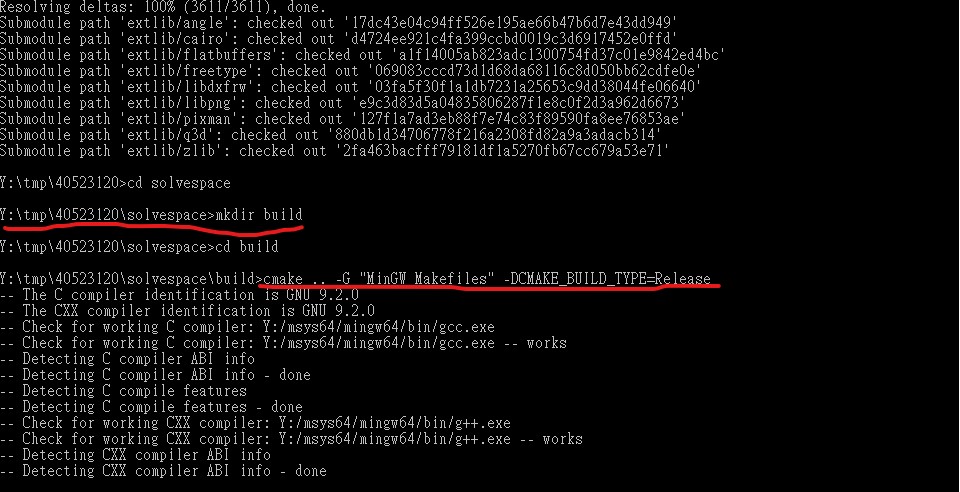 Resolving deltas: 100% (3611/3611), done.
Submodule path 'extlib/angle': checked out '17dc43e04c94ff526e195ae66b47b6d7e43dd949'
Submodule path 'extlib/cairo': checked out 'd4724ee921c4fa399ccbd0019c3d6917452e0ffd'
Submodule path 'extlib/flatbuffers': checked out 'a1f14005ab823adc1300754fd37c01e9842ed4bc'
Submodule path 'extlib/freetype': checked out '069083cccd73d1d68da68116c8d050bb62cdfe0e'
Submodule path 'extlib/libdxfrw': checked out '03fa5f30f1a1db7231a25653c9dd38044fe06640'
Submodule path 'extlib/libpng': checked out 'e9c3d83d5a04835806287f1e8c0f2d3a962d6673'
Submodule path 'extlib/pixman': checked out '127f1a7ad3eb88f7e74c83f89590fa8ee76853ae'
Submodule path 'extlib/q3d': checked out '880db1d34706778f216a2308fd82a9a3adacb314'
Submodule path 'extlib/zlib': checked out '2fa463bacfff79181df1a5270fb67cc679a53e71'
Y:\tmp\40523120>cd solvespace
Y:\tmp\40523120\solvespace>mkdir build
Y:\tmp\40523120\solvespace>cd build
Y:\tmp\40523120\solvespace\build>cmake .. -G "MinGW Makefiles" -DCMAKE_BUILD_TYPE=Release
-- The C compiler identification is GNU 9.2.0
-- The CXX compiler identification is GNU 9.2.0
-- Check for working C compiler: Y:/msys64/mingw64/bin/gcc.exe
-- Check for working C compiler: Y:/msys64/mingw64/bin/gcc.exe -- works
-- Detecting C compiler ABI info
-- Detecting C compiler ABI info - done
-- Detecting C compile features
-- Detecting C compile features - done
-- Check for working CXX compiler: Y:/msys64/mingw64/bin/g++.exe
-- Check for working CXX compiler: Y:/msys64/mingw64/bin/g++.exe -- works
-- Detecting CXX compiler ABI info
-- Detecting CXX compiler ABI info - done